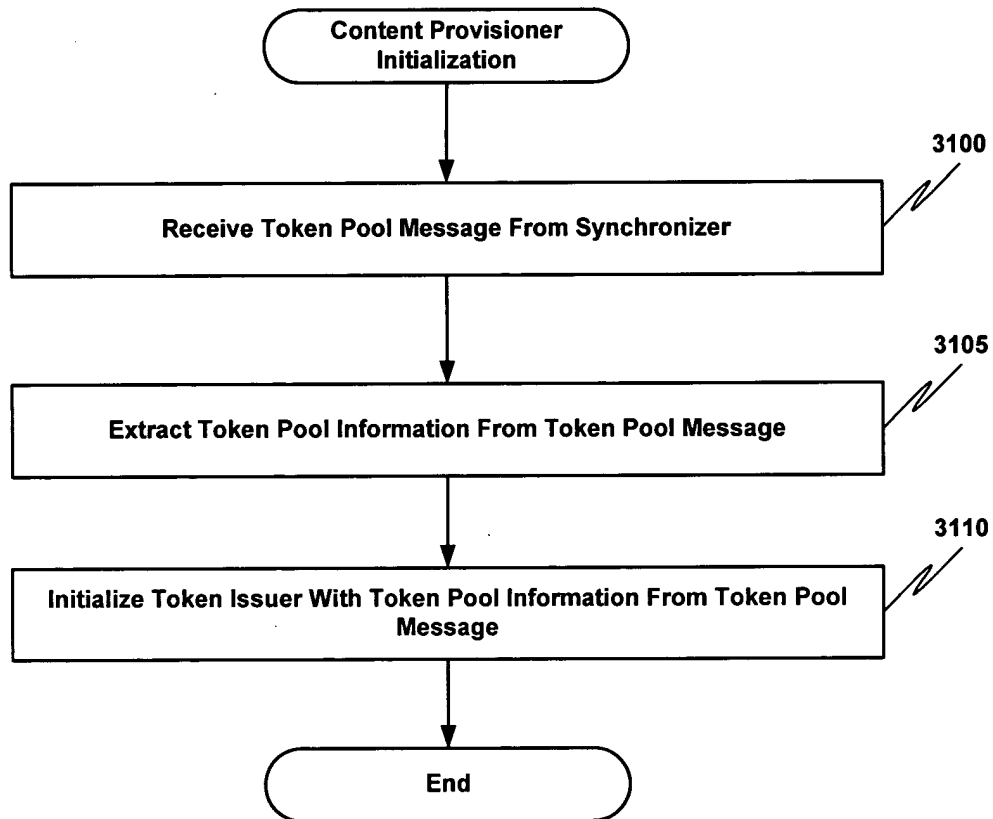 Content Provisioner
Initialization
3100
Receive Token Pool Message From Synchronizer
3105
Extract Token Pool Information From Token Pool Message
3110
Initialize Token Issuer With Token Pool Information From Token Pool
Message
End